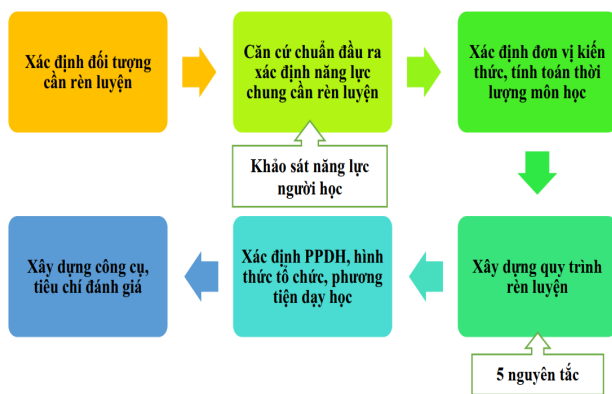 Xác định đối tượng
cần rèn luyện
Căn cứ chuẩn đầu ra
xác định năng lực
chung cần rèn luyện
Xác định đơn vị kiến
thức, tính toán thời
lượng môn học
Khảo sát năng lực
người học
Xây dựng quy trình
rèn luyện
5 nguyên tắc
Xác định PPDH, hình
thức tổ chức, phương
tiện dạy học
Xây dựng công cụ,
tiêu chí đánh giá